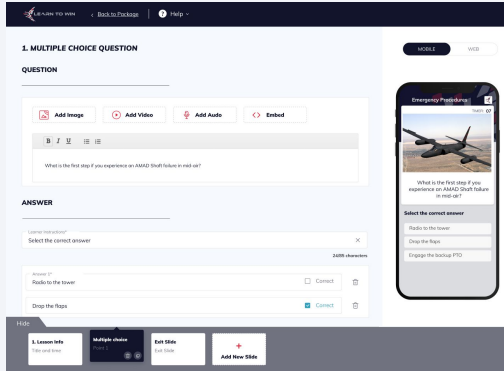 LEARN TO WIN
‹ Back to Package
? Help
1. MULTIPLE CHOICE QUESTION
QUESTION
Add Image
Add Video
Add Audo
<> Embed
B I U
What is the first step if you experience an AMAD Shaft failure in mid-air?
ANSWER
Learner Instructions*
Select the correct answer
characters
Answer 1*
Radio to the tower
Correct
Drop the flaps
Correct
MOBILE
WEB
Emergency Procedures
TIMER 07
What is the first step if you
experience an AMAD Shaft failure
in mid-air?
Select the correct answer
Radio to the tower
Drop the flaps
Engage the backup PTO
Hide
1. Lesson Info
Title and time
Multiple choice
Point 1
Exit Slide
Exit Slide
+
Add New Slide